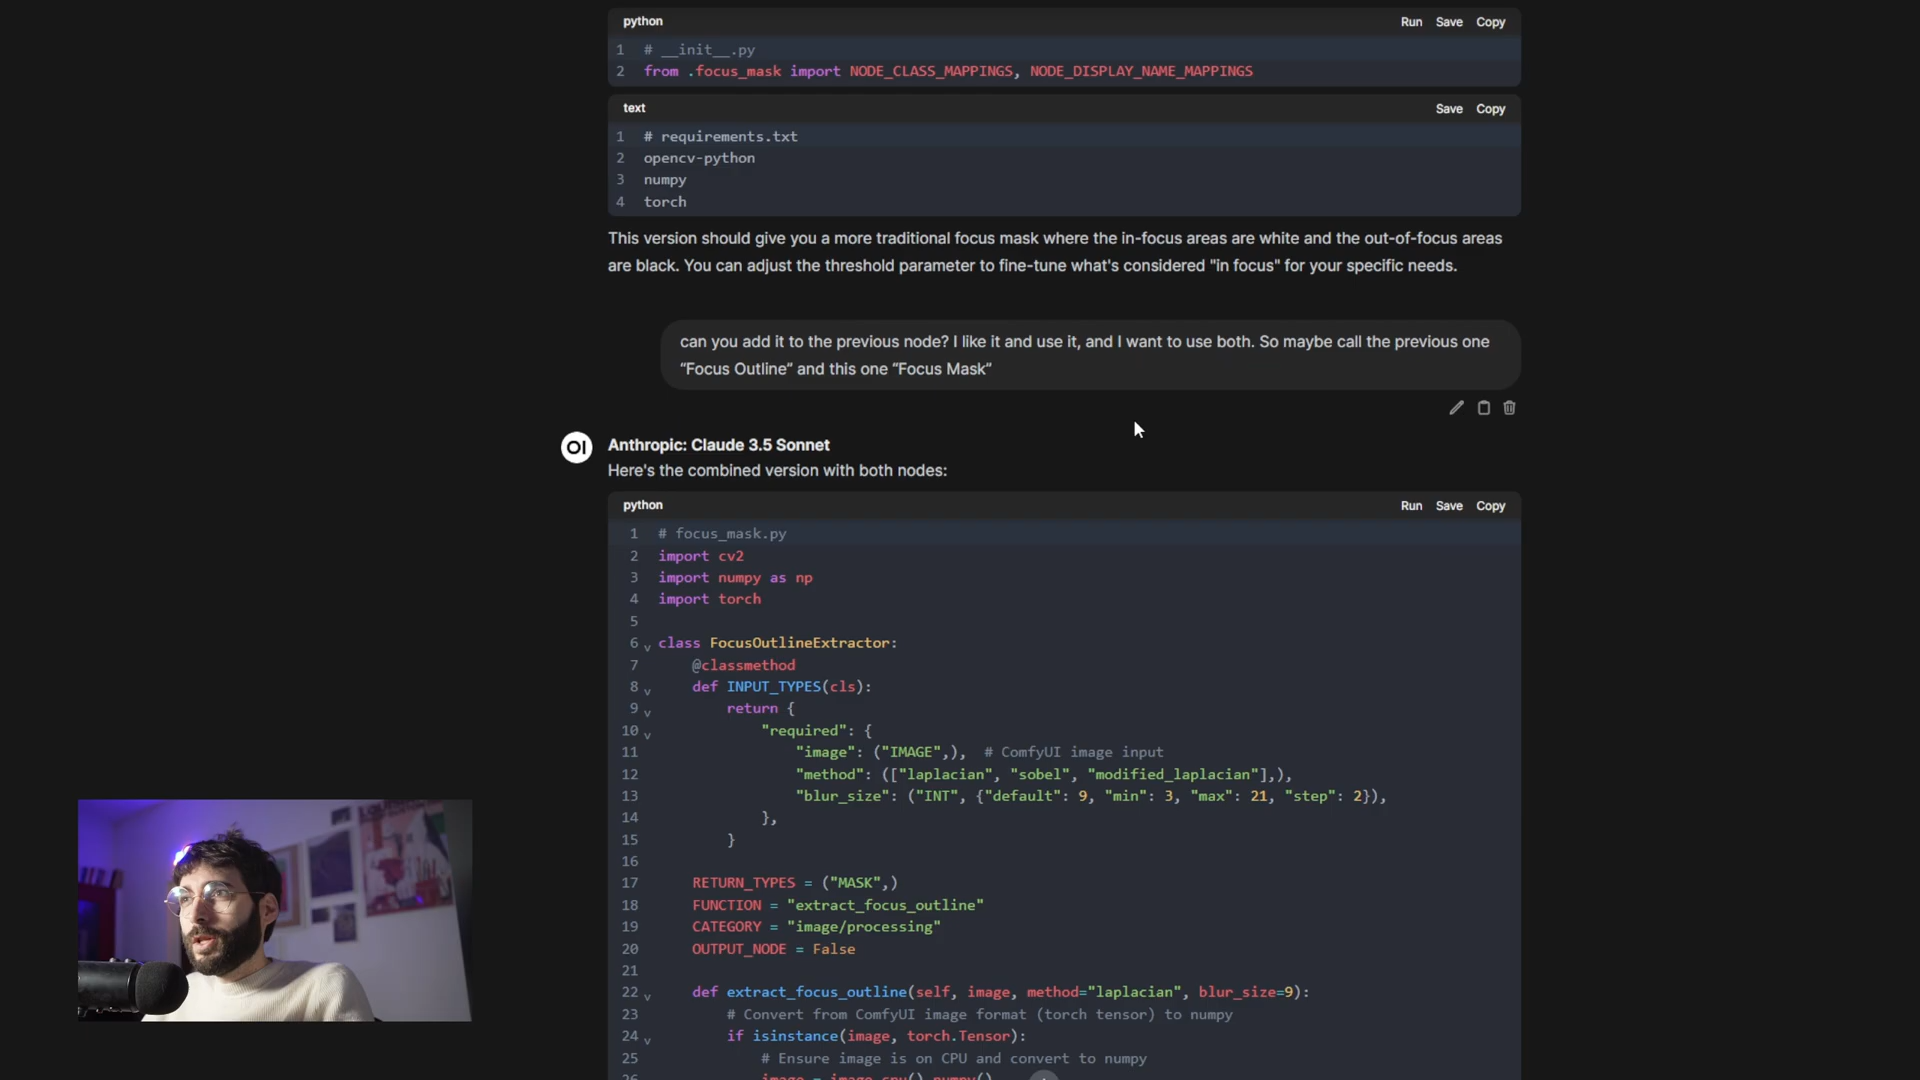 python
Run Save Copy
1 # __init__.py
2 from .focus_mask import NODE_CLASS_MAPPINGS, NODE_DISPLAY_NAME_MAPPINGS
text
Save Copy
1 # requirements.txt
2 opencv-python
3 numpy
4 torch
This version should give you a more traditional focus mask where the in-focus areas are white and the out-of-focus areas
are black. You can adjust the threshold parameter to fine-tune what's considered "in focus" for your specific needs.
can you add it to the previous node? I like it and use it, and I want to use both. So maybe call the previous one
“Focus Outline” and this one “Focus Mask”
OI
Anthropic: Claude 3.5 Sonnet
Here's the combined version with both nodes:
python
Run Save Copy
1 # focus_mask.py
2 import cv2
3 import numpy as np
4 import torch
5
6 class FocusOutlineExtractor:
7 @classmethod
8 def INPUT_TYPES(cls):
9 return {
10 "required": {
11 "image": ("IMAGE",), # ComfyUI image input
12 "method": (["laplacian", "sobel", "modified_laplacian"],),
13 "blur_size": ("INT", {"default": 9, "min": 3, "max": 21, "step": 2}),
14 },
15 }
16
17 RETURN_TYPES = ("MASK",)
18 FUNCTION = "extract_focus_outline"
19 CATEGORY = "image/processing"
20 OUTPUT_NODE = False
21
22 def extract_focus_outline(self, image, method="laplacian", blur_size=9):
23 # Convert from ComfyUI image format (torch tensor) to numpy
24 if isinstance(image, torch.Tensor):
25 # Ensure image is on CPU and convert to numpy
26 image = image.cpu().numpy()